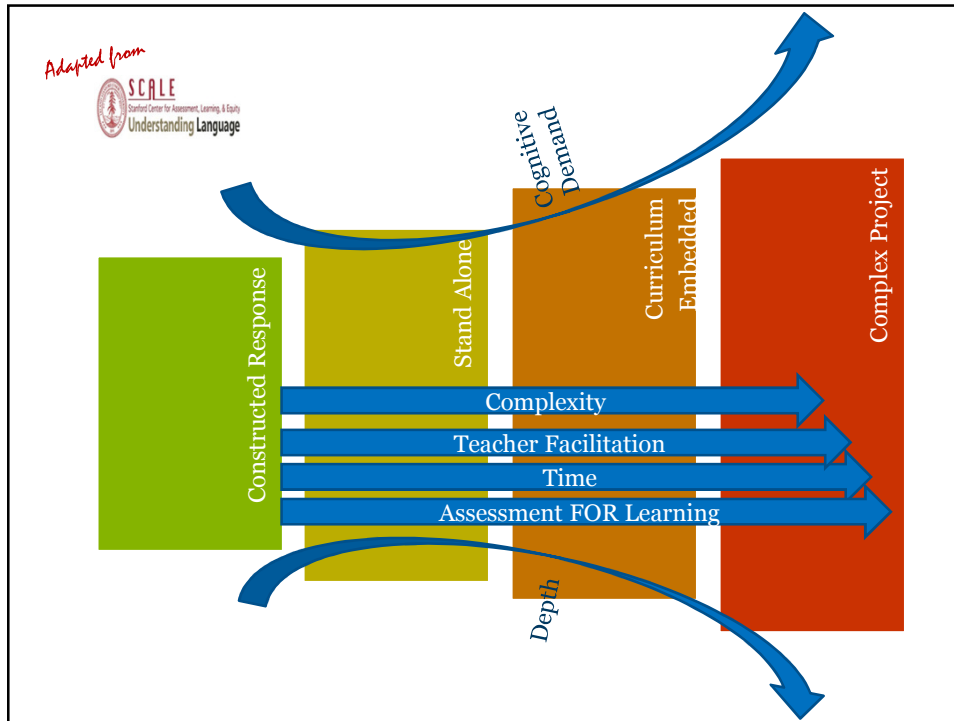 Adapted from
SCALE
Stanford Center for Assessment, Learning, & Equity
Understanding Language
Cognitive
Demand
Constructed Response
Stand Alone
Curriculum
Embedded
Complex Project
Complexity
Teacher Facilitation
Time
Assessment FOR Learning
Depth